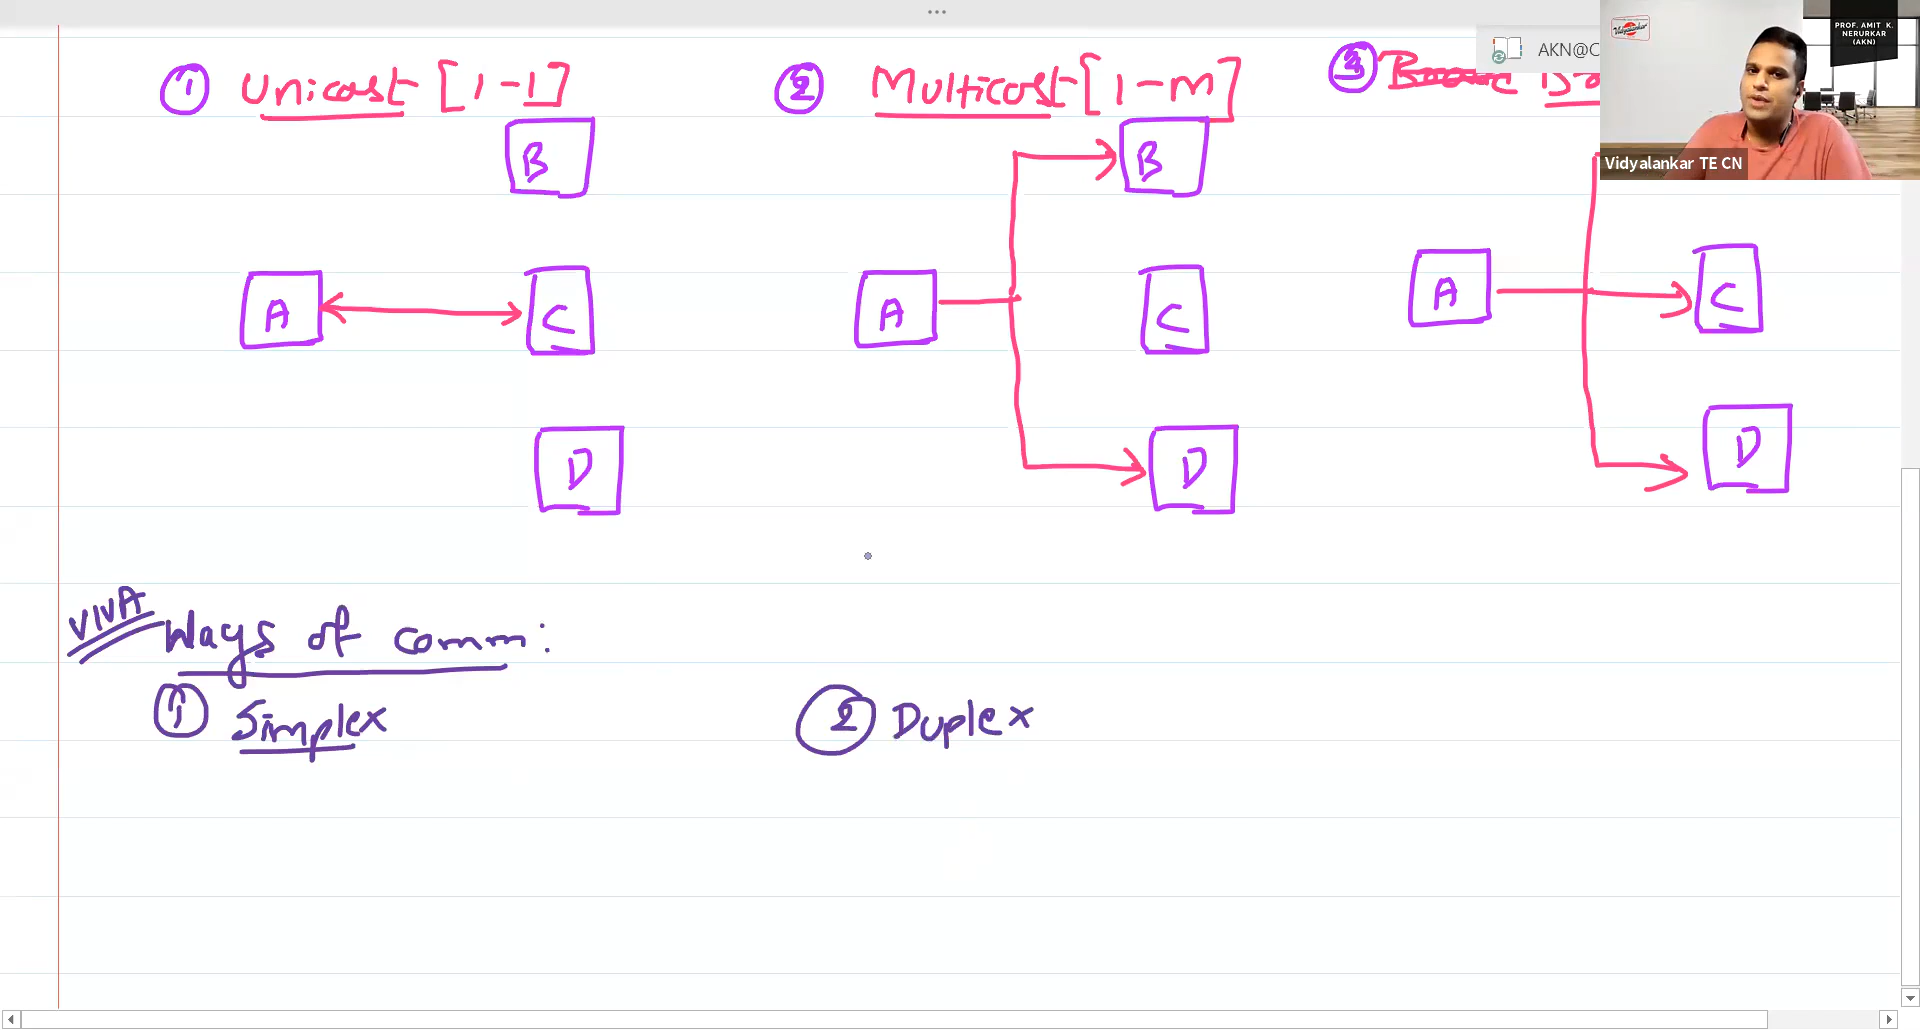 AKN@C
Vidyalankar
PROF. AMIT K.
NERURKAR
(AKN)
Vidyalankar TE CN
① Unicast [1-1] ② Multicast [1-m] ③
B B
A C A C A C
D D D
VIVA Ways of comm:
① Simplex ② Duplex